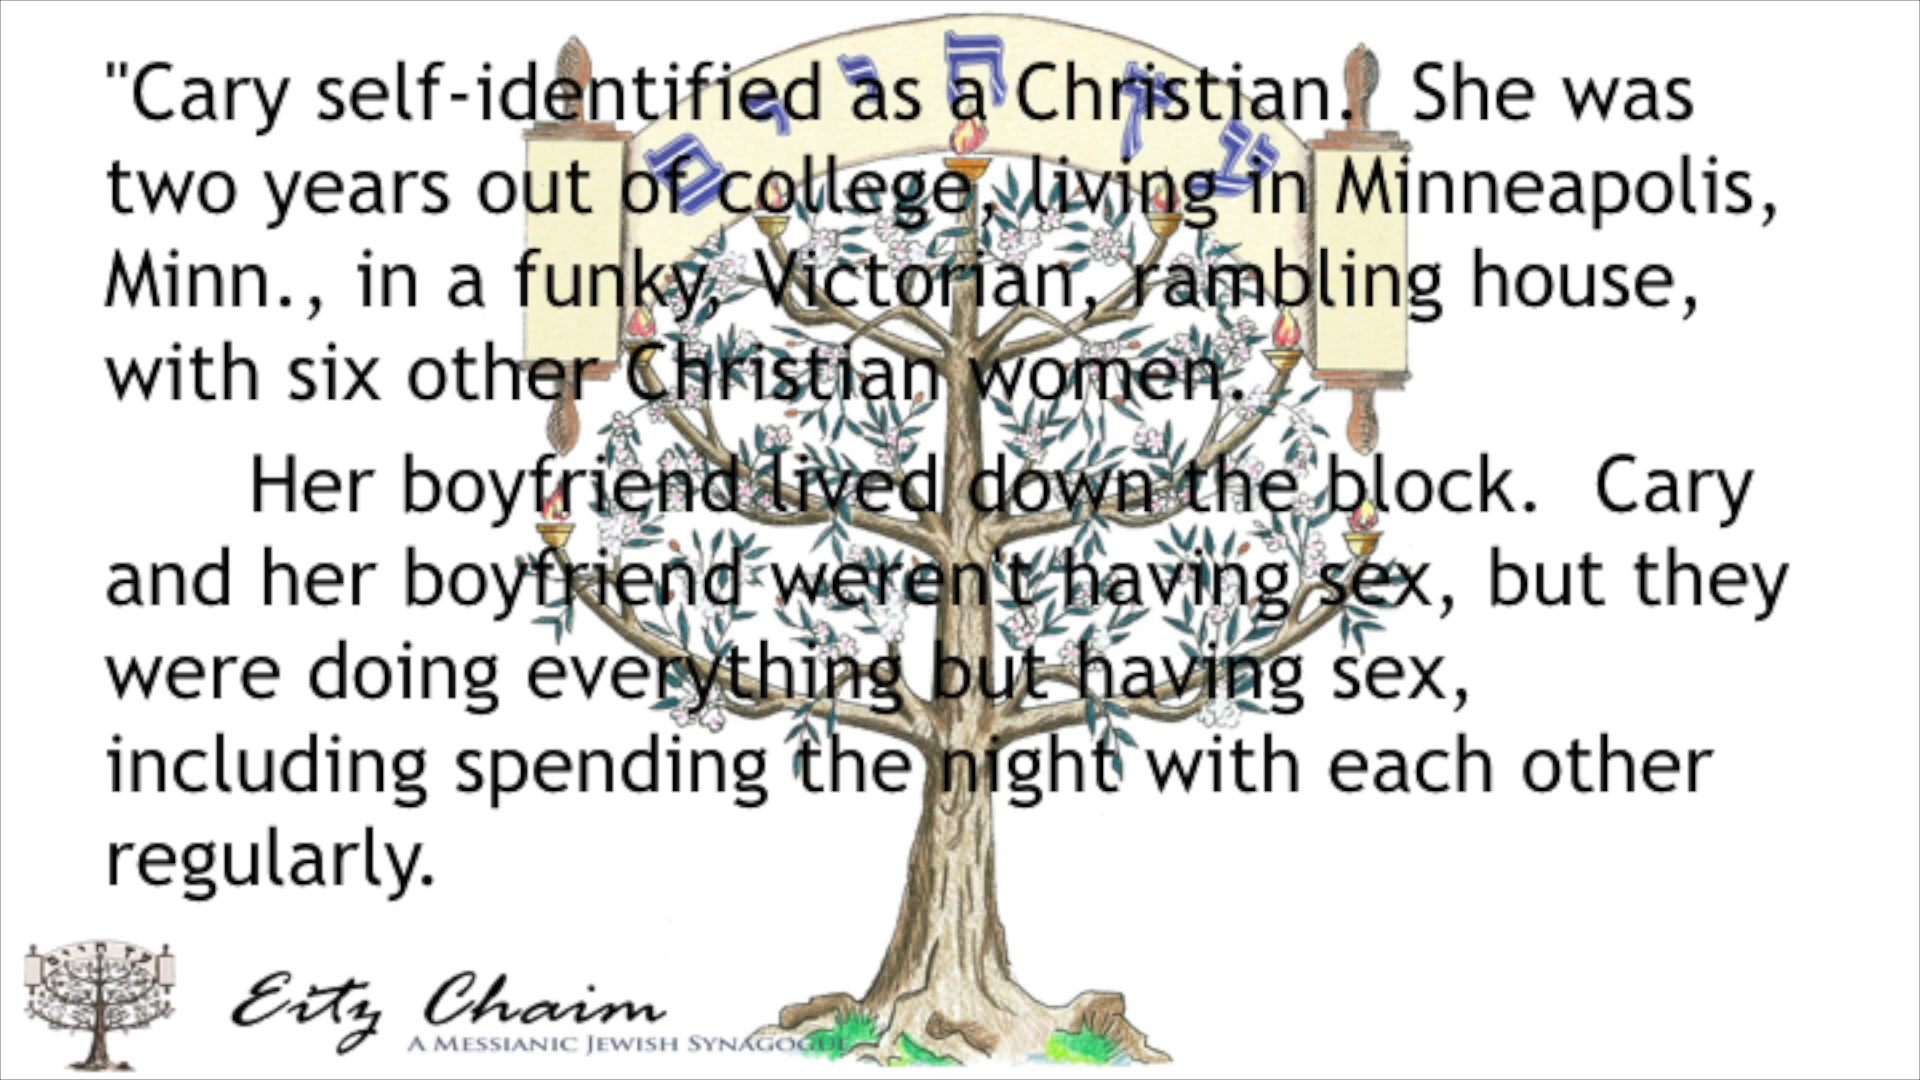 עץ חיים
"Cary self-identified as a Christian.  She was
two years out of college, living in Minneapolis,
Minn., in a funky, Victorian, rambling house,
with six other Christian women.
Her boyfriend lived down the block.  Cary
and her boyfriend weren't having sex, but they
were doing everything but having sex,
including spending the night with each other
regularly.
Eitz Chaim
A MESSIANIC JEWISH SYNAGOGUE